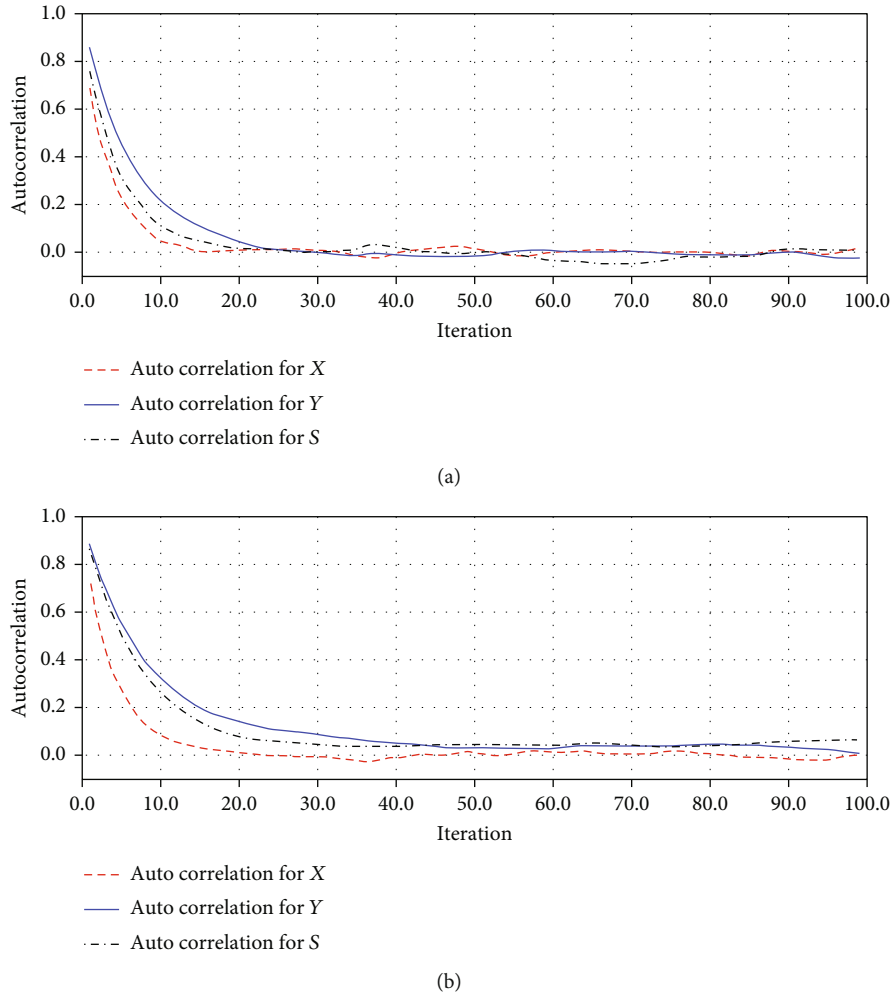 1.0
0.8
0.6
0.4
0.2
0.0
Autocorrelation
0.0 10.0 20.0 30.0 40.0 50.0 60.0 70.0 80.0 90.0 100.0
Iteration
Auto correlation for X
Auto correlation for Y
Auto correlation for S
(a)
1.0
0.8
0.6
0.4
0.2
0.0
Autocorrelation
0.0 10.0 20.0 30.0 40.0 50.0 60.0 70.0 80.0 90.0 100.0
Iteration
Auto correlation for X
Auto correlation for Y
Auto correlation for S
(b)